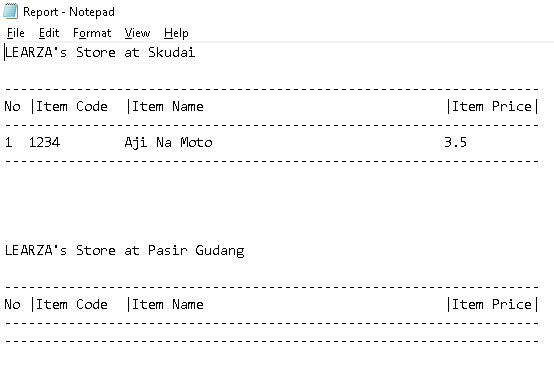 Report - Notepad
File Edit Format View Help
LEARZA's Store at Skudai
-------------------------------------------------------------------
No |Item Code  |Item Name                              |Item Price|
-------------------------------------------------------------------
1  1234        Aji Na Moto                             3.5
-------------------------------------------------------------------
LEARZA's Store at Pasir Gudang
-------------------------------------------------------------------
No |Item Code  |Item Name                              |Item Price|
-------------------------------------------------------------------
-------------------------------------------------------------------